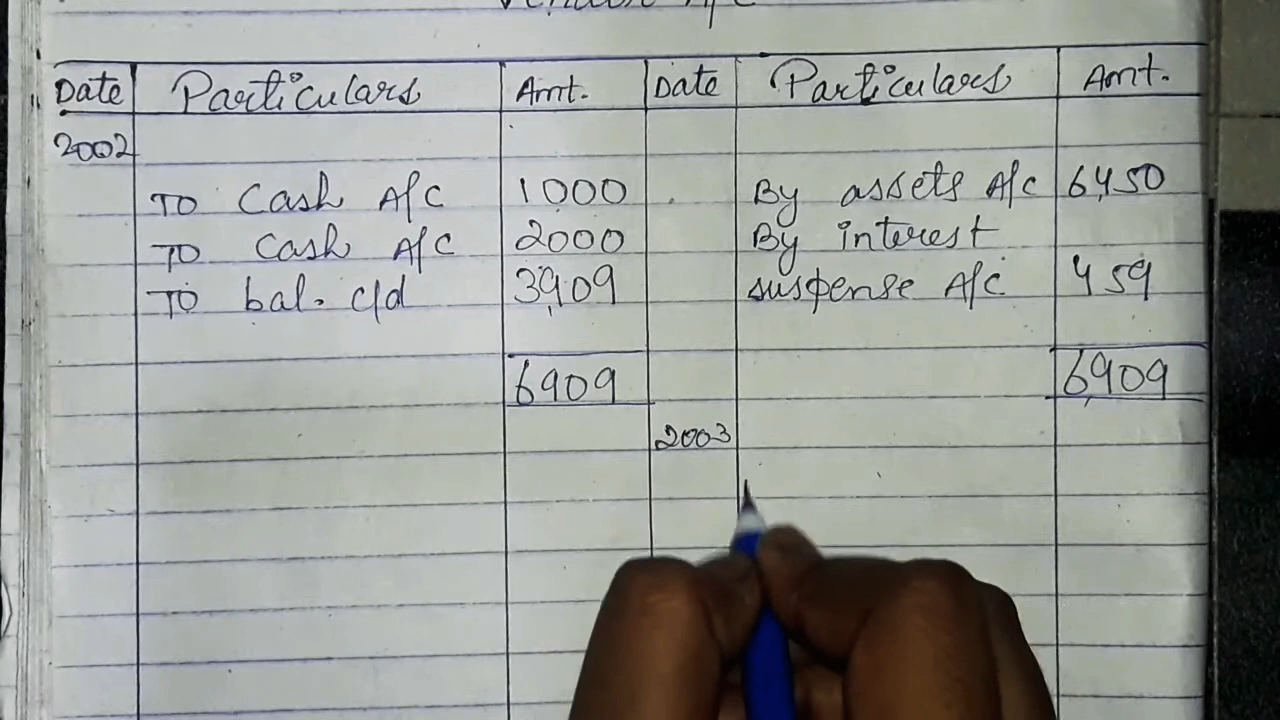 Vendor A/C
Date Particulars Amt. Date Particulars Amt.
2002
To Cash A/C 1000 By assets A/C 6450
To Cash A/C 2000 By interest
To bal. c/d 3909 suspense A/C 459
6909 6909
2003